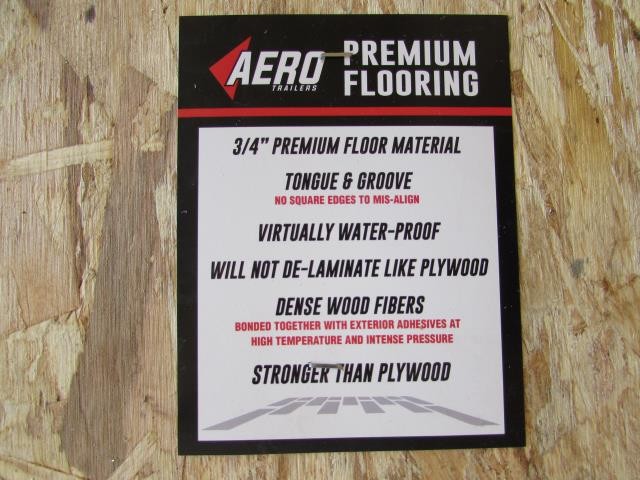 AERO
TRAILERS
PREMIUM
FLOORING
3/4" PREMIUM FLOOR MATERIAL
TONGUE & GROOVE
NO SQUARE EDGES TO MIS-ALIGN
VIRTUALLY WATER-PROOF
WILL NOT DE-LAMINATE LIKE PLYWOOD
DENSE WOOD FIBERS
BONDED TOGETHER WITH EXTERIOR ADHESIVES AT
HIGH TEMPERATURE AND INTENSE PRESSURE
STRONGER THAN PLYWOOD